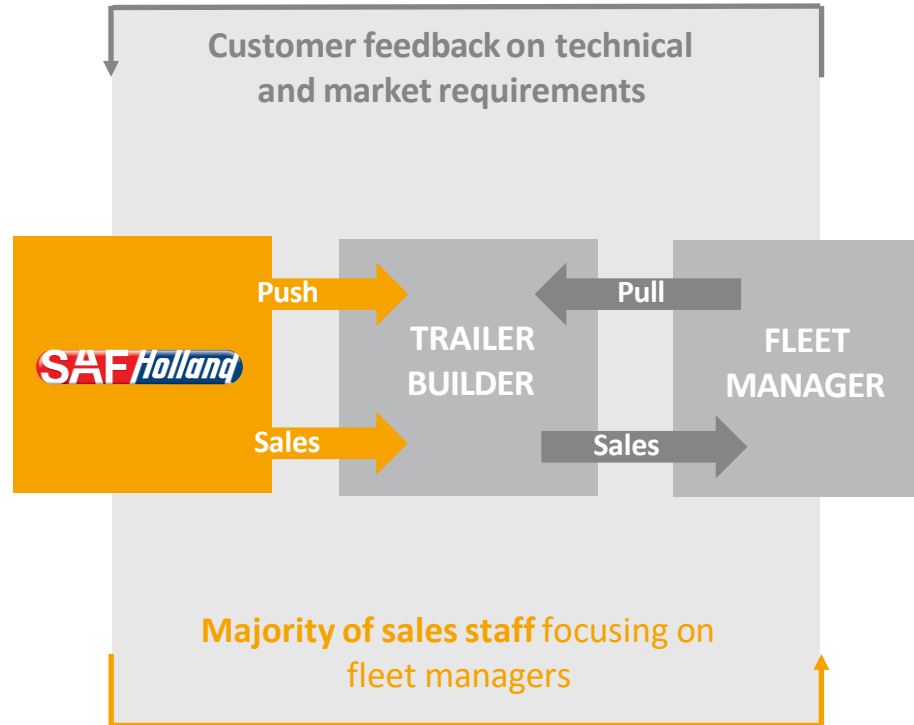 Customer feedback on technical
and market requirements
Push
Pull
SAF Holland
TRAILER
BUILDER
FLEET
MANAGER
Sales
Sales
Majority of sales staff focusing on
fleet managers